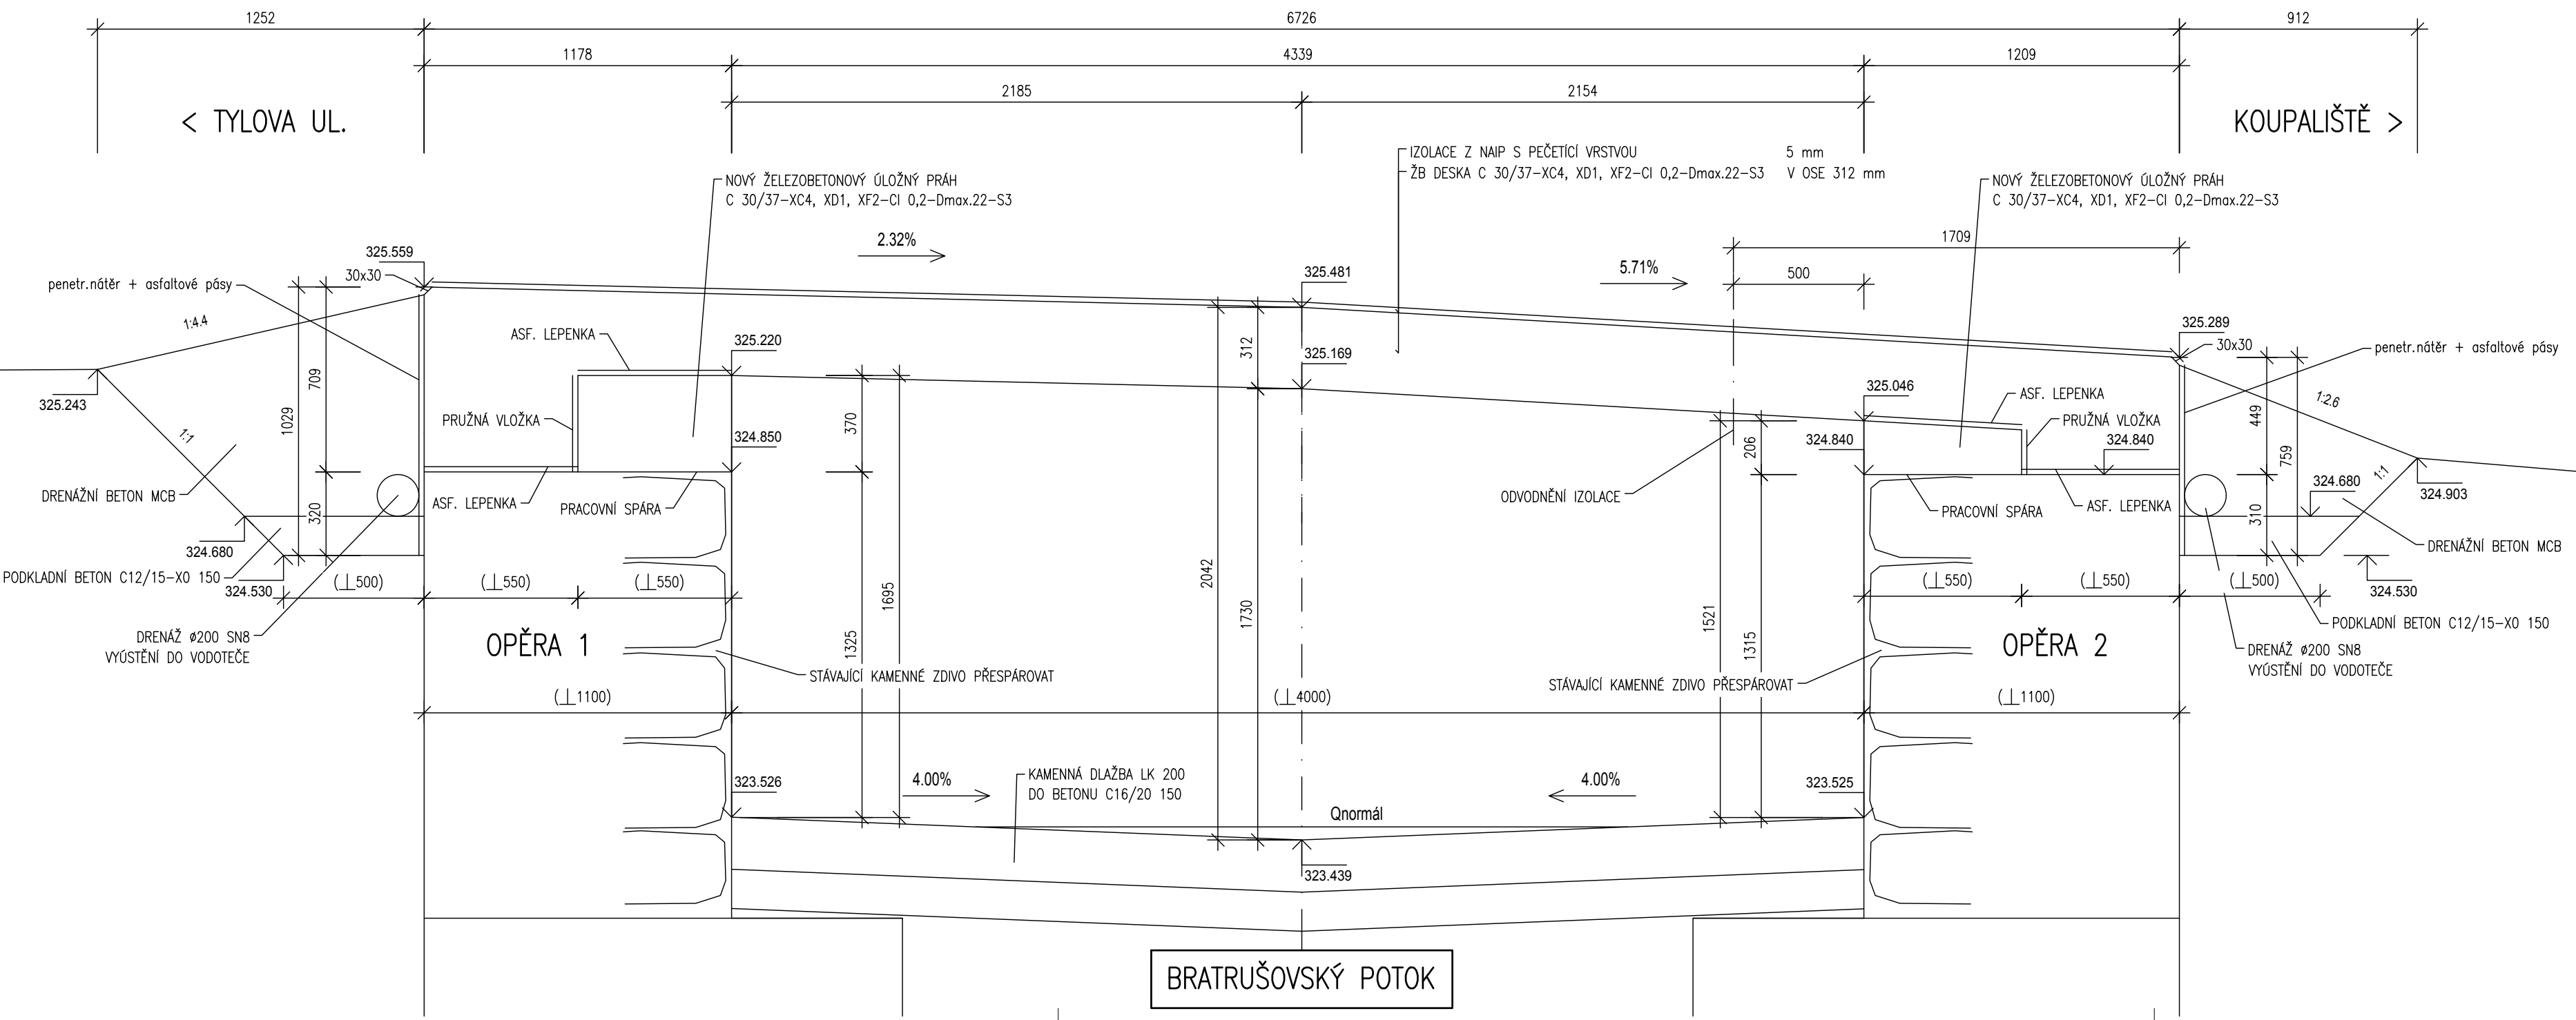 1252
6726
912
1178
4339
1209
2185
2154
< TYLOVA UL.
KOUPALIŠTĚ >
IZOLACE Z NAIP S PEČETÍCÍ VRSTVOU 5 mm
ŽB DESKA C 30/37-XC4, XD1, XF2-Cl 0,2-Dmax.22-S3 V OSE 312 mm
NOVÝ ŽELEZOBETONOVÝ ÚLOŽNÝ PRÁH
C 30/37-XC4, XD1, XF2-Cl 0,2-Dmax.22-S3
NOVÝ ŽELEZOBETONOVÝ ÚLOŽNÝ PRÁH
C 30/37-XC4, XD1, XF2-Cl 0,2-Dmax.22-S3
2.32%
1709
325.559
30x30
penetr.nátěr + asfaltové pásy
325.481
5.71%
500
1:4.4
ASF. LEPENKA
325.220
312
325.169
325.289
30x30
penetr.nátěr + asfaltové pásy
709
1029
325.243
1:1
PRUŽNÁ VLOŽKA
324.850
370
325.046
ASF. LEPENKA
PRUŽNÁ VLOŽKA
324.840
206
324.840
449
759
1:2.6
1:1
DRENÁŽNÍ BETON MCB
320
ASF. LEPENKA
PRACOVNÍ SPÁRA
ODVODNĚNÍ IZOLACE
PRACOVNÍ SPÁRA
ASF. LEPENKA
324.680
310
324.903
324.680
DRENÁŽNÍ BETON MCB
PODKLADNÍ BETON C12/15-X0 150
324.530
(⊥500)
(⊥550)
(⊥550)
1695
2042
1730
1521
(⊥550)
(⊥550)
(⊥500)
324.530
DRENÁŽ ø200 SN8
VYÚSTĚNÍ DO VODOTEČE
OPĚRA 1
1325
1315
OPĚRA 2
PODKLADNÍ BETON C12/15-X0 150
DRENÁŽ ø200 SN8
VYÚSTĚNÍ DO VODOTEČE
STÁVAJÍCÍ KAMENNÉ ZDIVO PŘESPÁROVAT
STÁVAJÍCÍ KAMENNÉ ZDIVO PŘESPÁROVAT
(⊥1100)
(⊥4000)
(⊥1100)
323.526
4.00%
KAMENNÁ DLAŽBA LK 200
DO BETONU C16/20 150
4.00%
323.525
Qnormál
323.439
BRATRUŠOVSKÝ POTOK